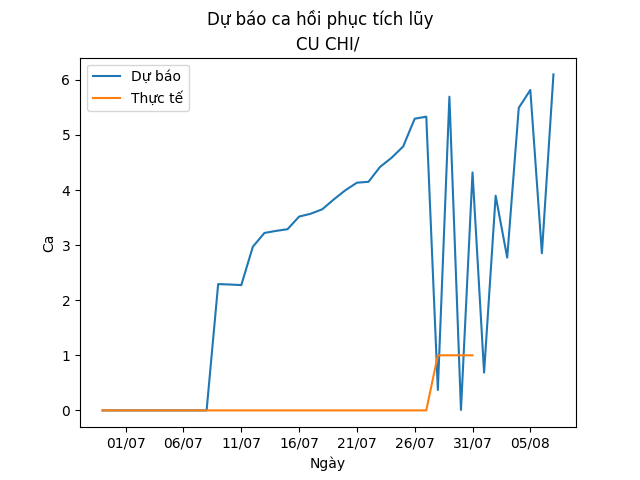 Dự báo ca hồi phục tích lũy
CU CHI/
Dự báo
Thực tế
6
5
4
3
2
1
0
Ca
01/07 06/07 11/07 16/07 21/07 26/07 31/07 05/08
Ngày